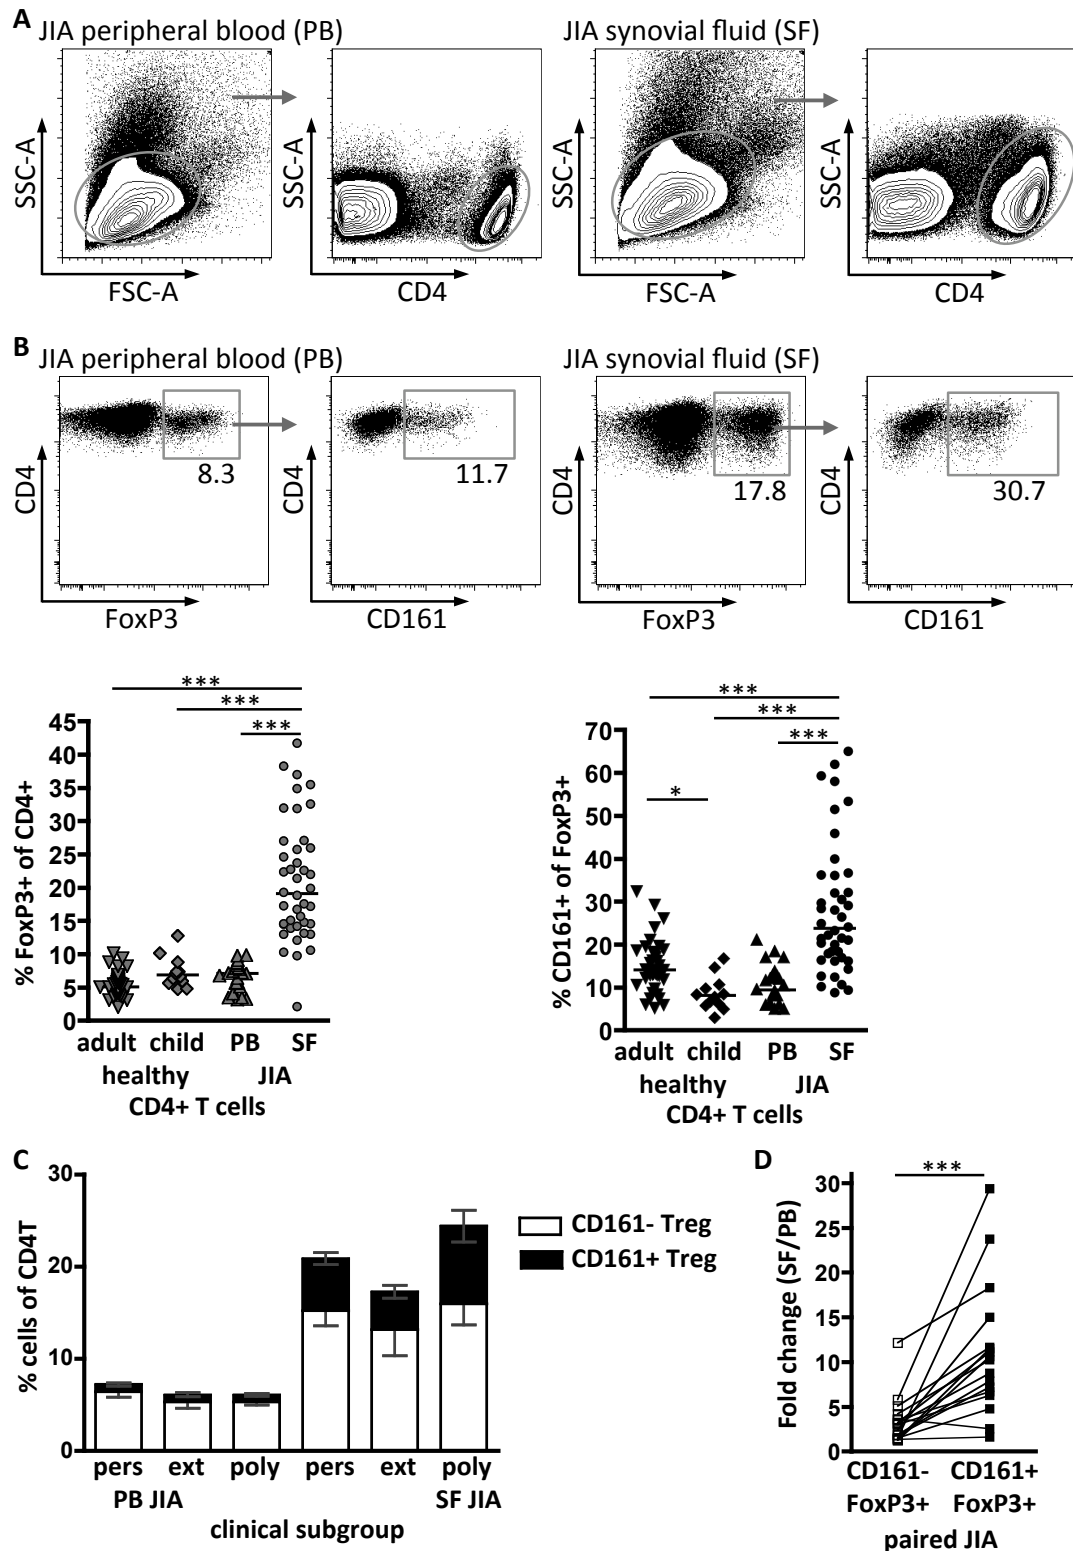 A
JIA peripheral blood (PB)
JIA synovial fluid (SF)
SSC-A
FSC-A
SSC-A
CD4
SSC-A
FSC-A
SSC-A
CD4
B
JIA peripheral blood (PB)
JIA synovial fluid (SF)
CD4
8.3
FoxP3
CD4
11.7
CD161
CD4
17.8
FoxP3
CD4
30.7
CD161
***
***
***
% FoxP3+ of CD4+
45
40
35
30
25
20
15
10
5
0
adult child PB SF
healthy JIA
CD4+ T cells
***
***
***
*
% CD161+ of FoxP3+
70
60
50
40
30
20
10
0
adult child PB SF
healthy JIA
CD4+ T cells
C
% cells of CD4T
30
20
10
0
CD161- Treg
CD161+ Treg
pers ext poly pers ext poly
PB JIA SF JIA
clinical subgroup
D
***
Fold change (SF/PB)
30
25
20
15
10
5
0
CD161- CD161+
FoxP3+ FoxP3+
paired JIA